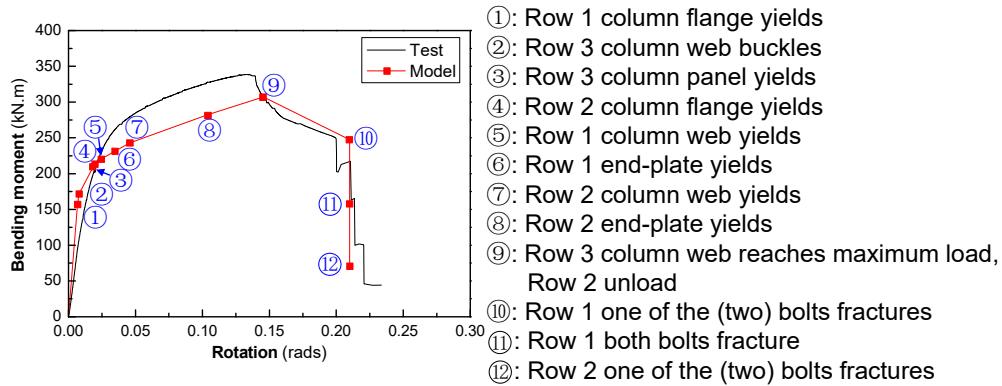 400
350
300
250
200
150
100
50
0
0.00 0.05 0.10 0.15 0.20 0.25 0.30
Bending moment (kN.m)
Rotation (rads)
Test
Model
①
②
③
④
⑤
⑥
⑦
⑧
⑨
⑩
⑪
⑫
①: Row 1 column flange yields
②: Row 3 column web buckles
③: Row 3 column panel yields
④: Row 2 column flange yields
⑤: Row 1 column web yields
⑥: Row 1 end-plate yields
⑦: Row 2 column web yields
⑧: Row 2 end-plate yields
⑨: Row 3 column web reaches maximum load,
Row 2 unload
⑩: Row 1 one of the (two) bolts fractures
⑪: Row 1 both bolts fracture
⑫: Row 2 one of the (two) bolts fractures